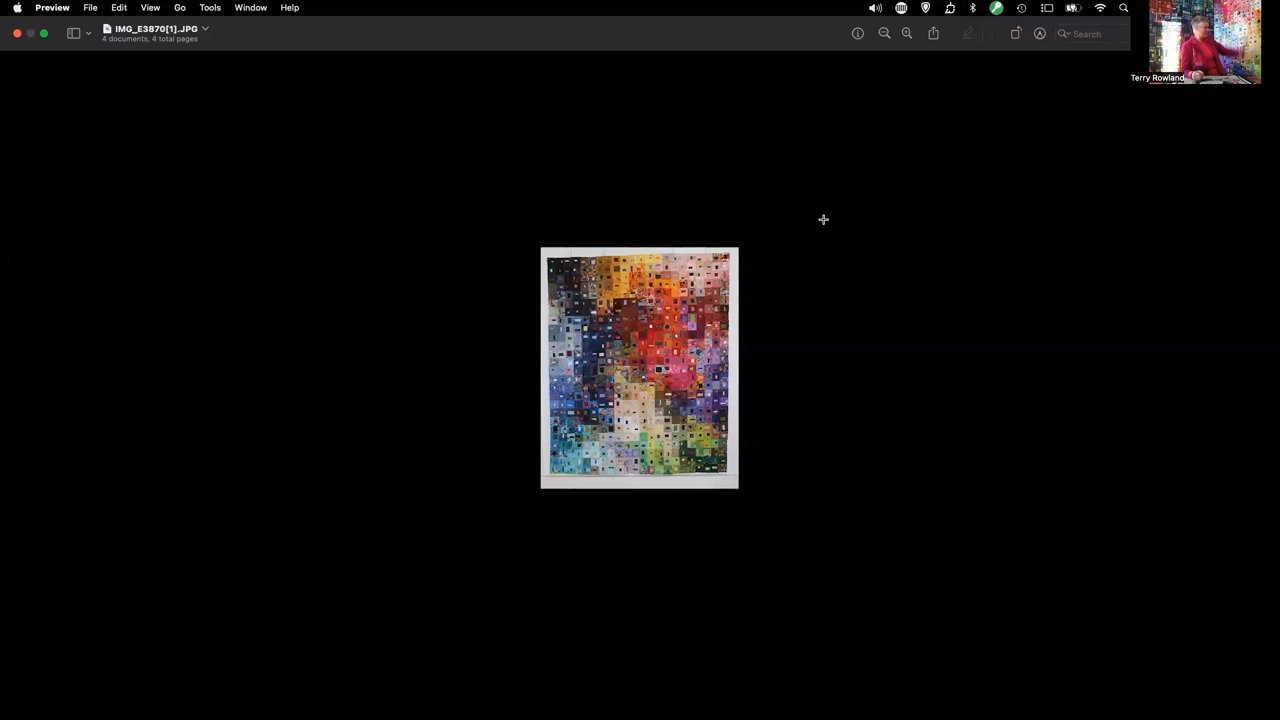 Preview File Edit View Go Tools Window Help
IMG_E3870[1].JPG
4 documents, 4 total pages
Search
Terry Rowland